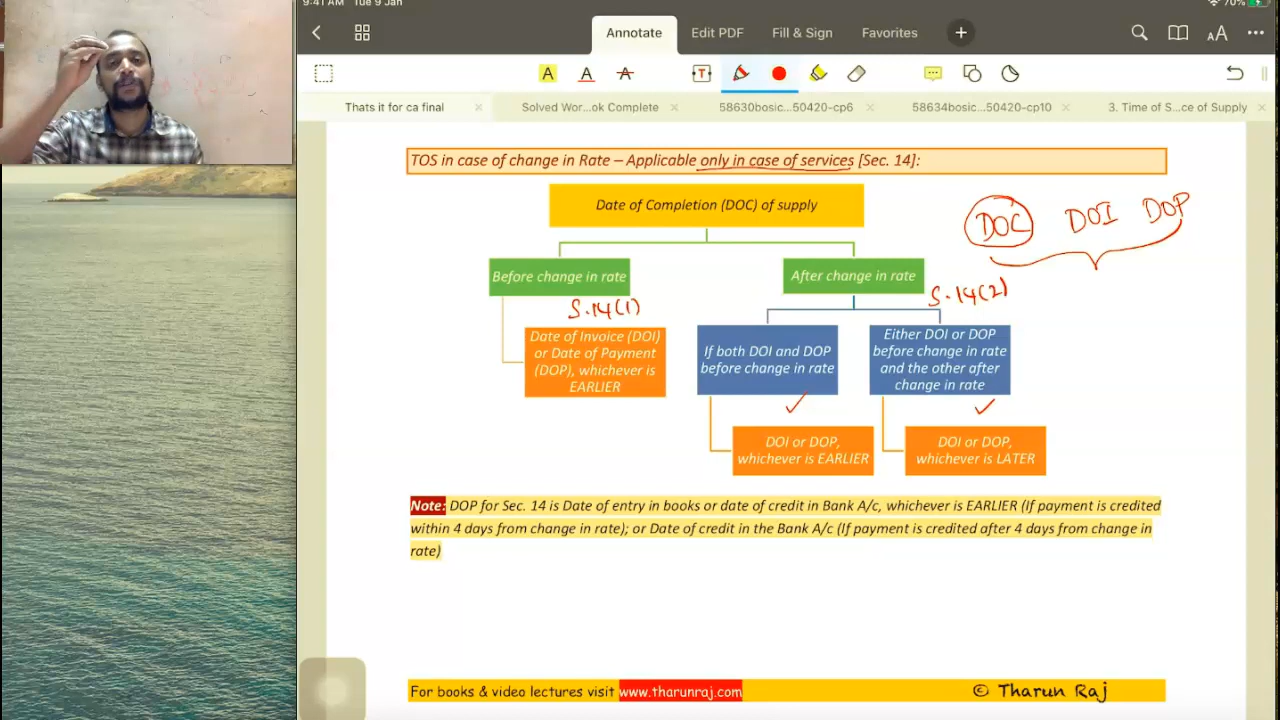 9:41 AM Tue 9 Jan
70%
Annotate
Edit PDF
Fill & Sign
Favorites
Thats it for ca final
Solved Wor...ok Complete
58630bosic...50420-cp6
58634bosic...50420-cp10
3. Time of S...ce of Supply
TOS in case of change in Rate – Applicable only in case of services [Sec. 14]:
Date of Completion (DOC) of supply
DOC DOI DOP
Before change in rate
After change in rate
S.14(1)
S.14(2)
Date of Invoice (DOI)
or Date of Payment
(DOP), whichever is
EARLIER
If both DOI and DOP
before change in rate
Either DOI or DOP
before change in rate
and the other after
change in rate
DOI or DOP,
whichever is EARLIER
DOI or DOP,
whichever is LATER
Note: DOP for Sec. 14 is Date of entry in books or date of credit in Bank A/c, whichever is EARLIER (If payment is credited
within 4 days from change in rate); or Date of credit in the Bank A/c (If payment is credited after 4 days from change in
rate)
For books & video lectures visit www.tharunraj.com
© Tharun Raj